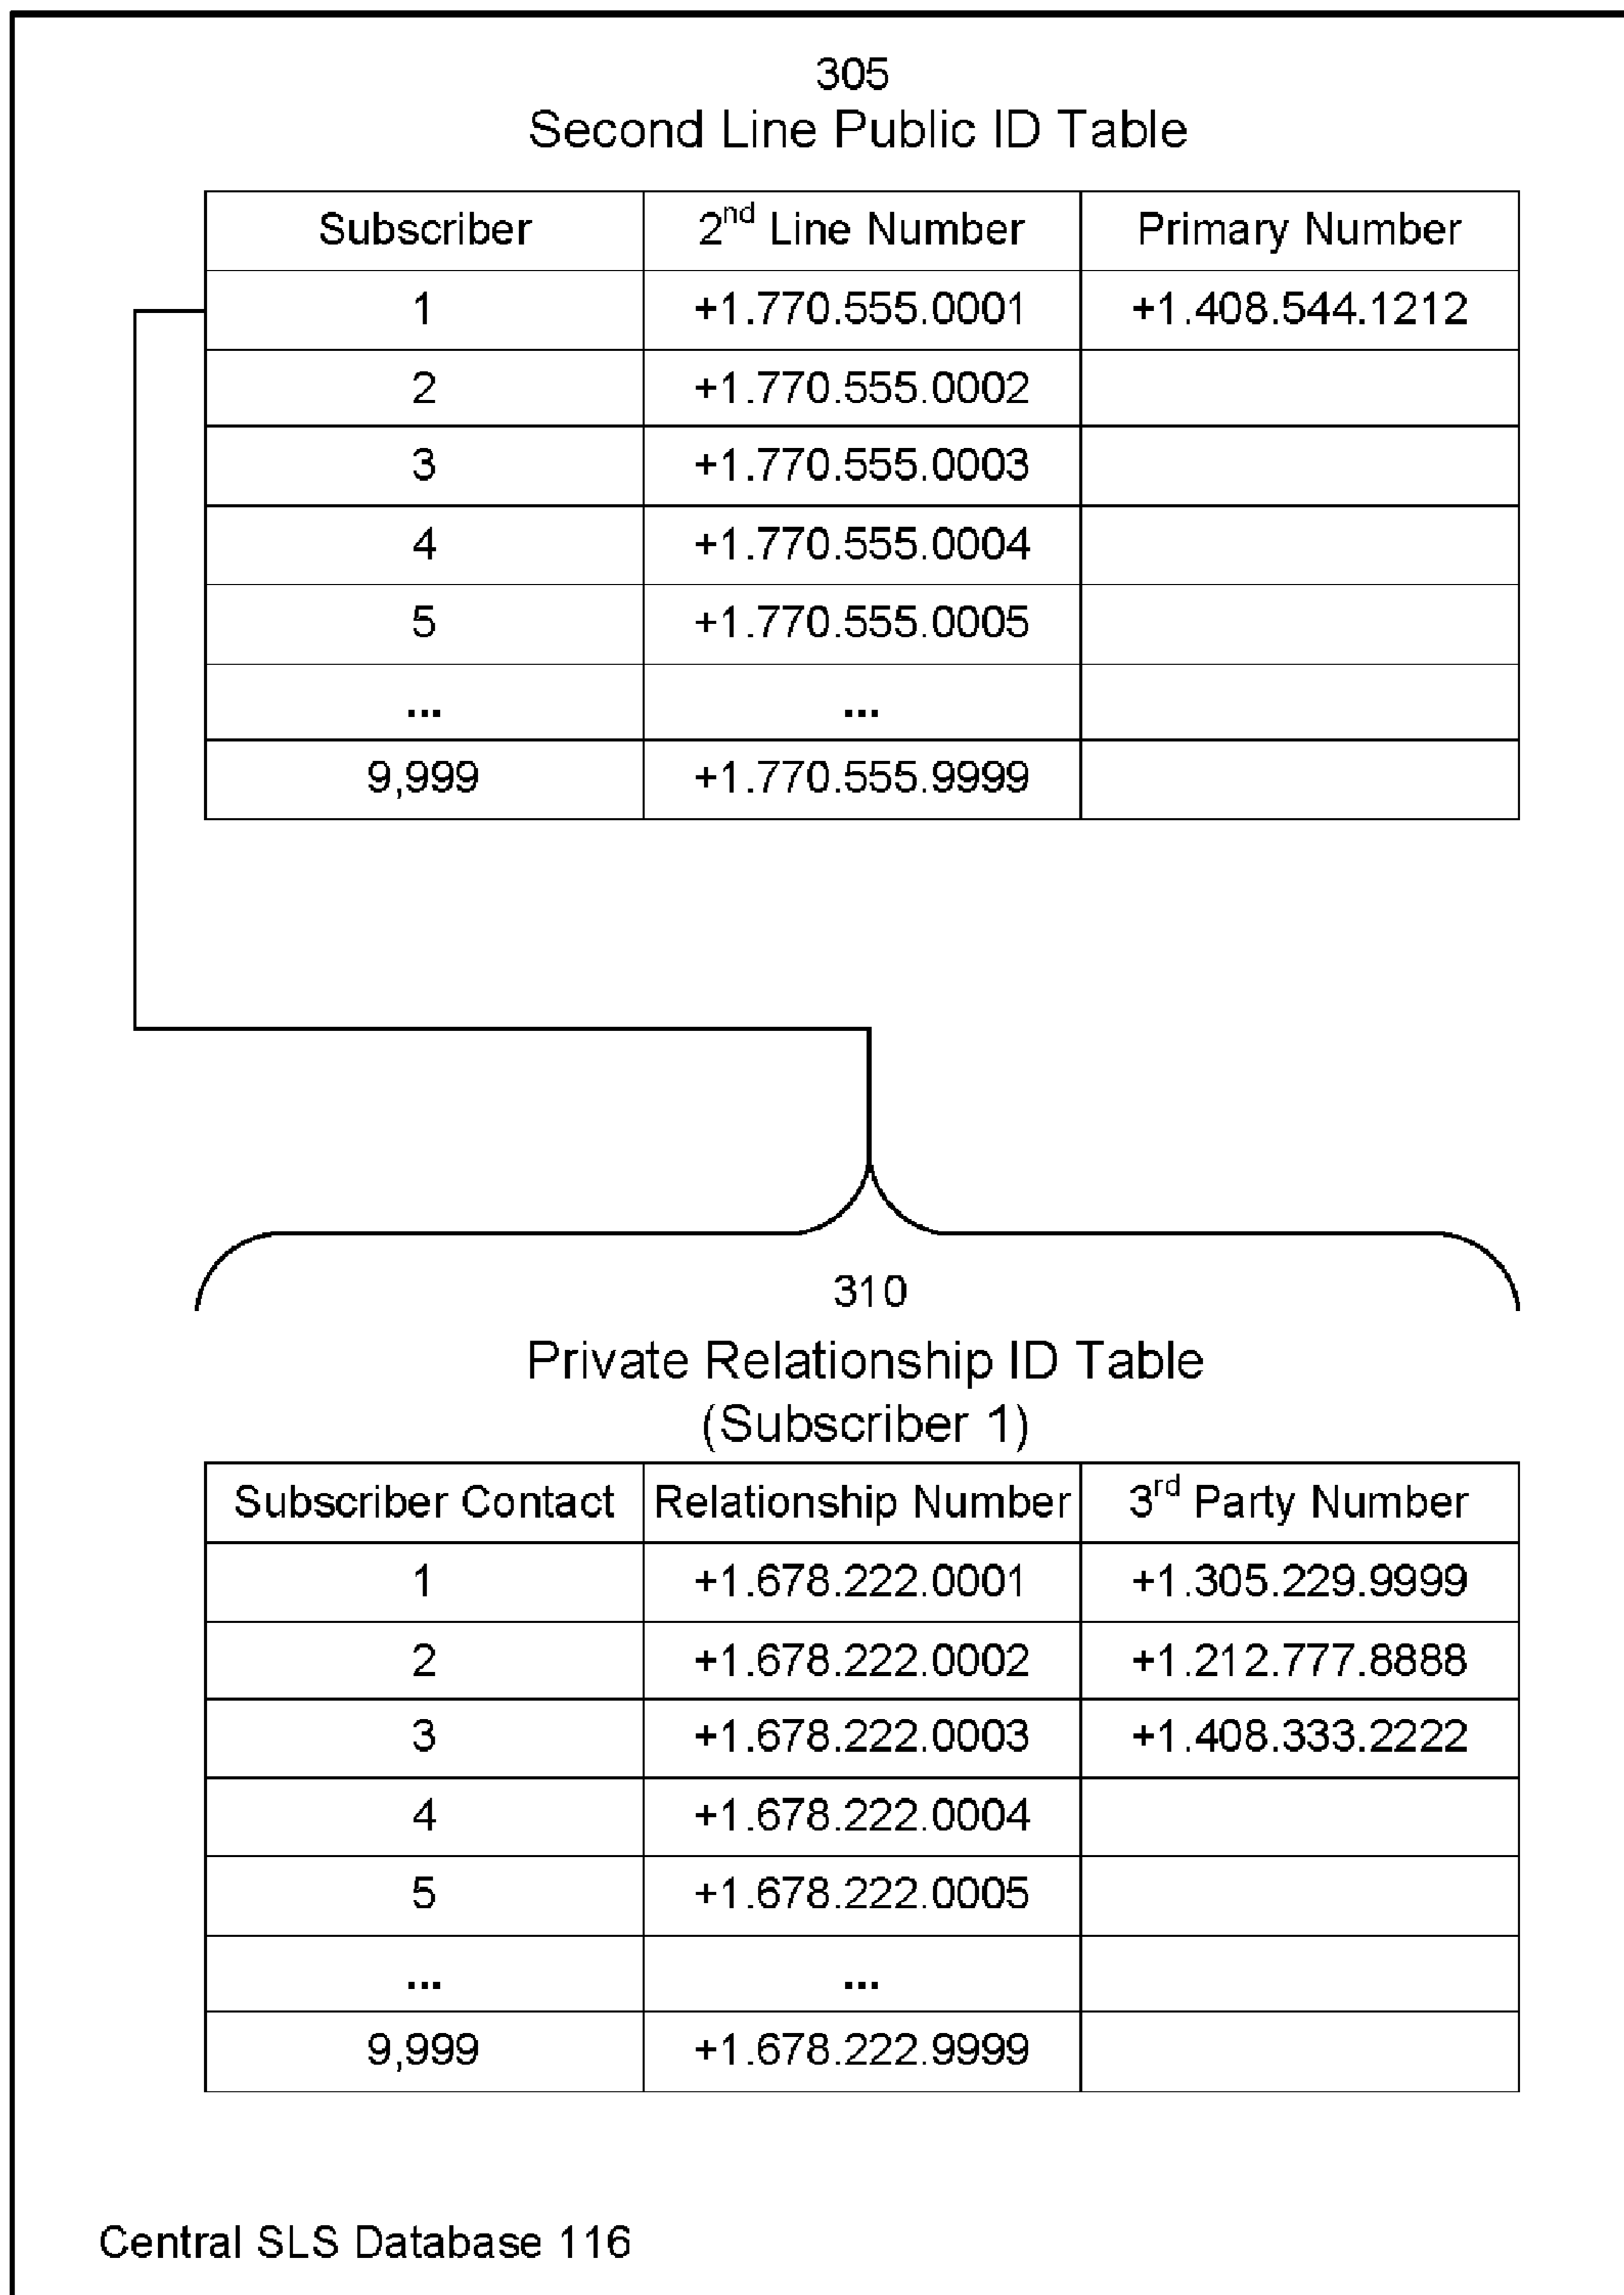 305
Second Line Public ID Table
Subscriber 2nd Line Number Primary Number
1 +1.770.555.0001 +1.408.544.1212
2 +1.770.555.0002
3 +1.770.555.0003
4 +1.770.555.0004
5 +1.770.555.0005
... ...
9,999 +1.770.555.9999
310
Private Relationship ID Table
(Subscriber 1)
Subscriber Contact Relationship Number 3rd Party Number
1 +1.678.222.0001 +1.305.229.9999
2 +1.678.222.0002 +1.212.777.8888
3 +1.678.222.0003 +1.408.333.2222
4 +1.678.222.0004
5 +1.678.222.0005
... ...
9,999 +1.678.222.9999
Central SLS Database 116